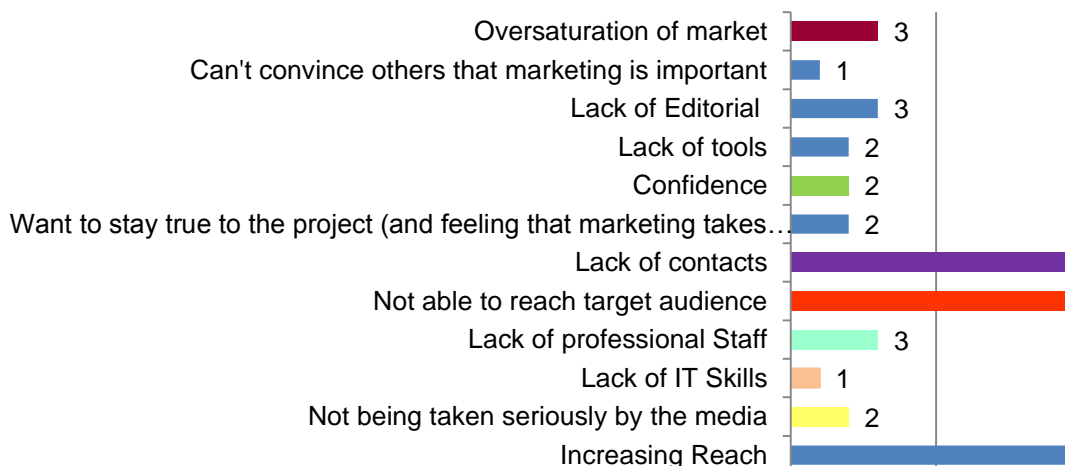 Oversaturation of market 3
Can't convince others that marketing is important 1
Lack of Editorial 3
Lack of tools 2
Confidence 2
Want to stay true to the project (and feeling that marketing takes… 2
Lack of contacts
Not able to reach target audience
Lack of professional Staff 3
Lack of IT Skills 1
Not being taken seriously by the media 2
Increasing Reach